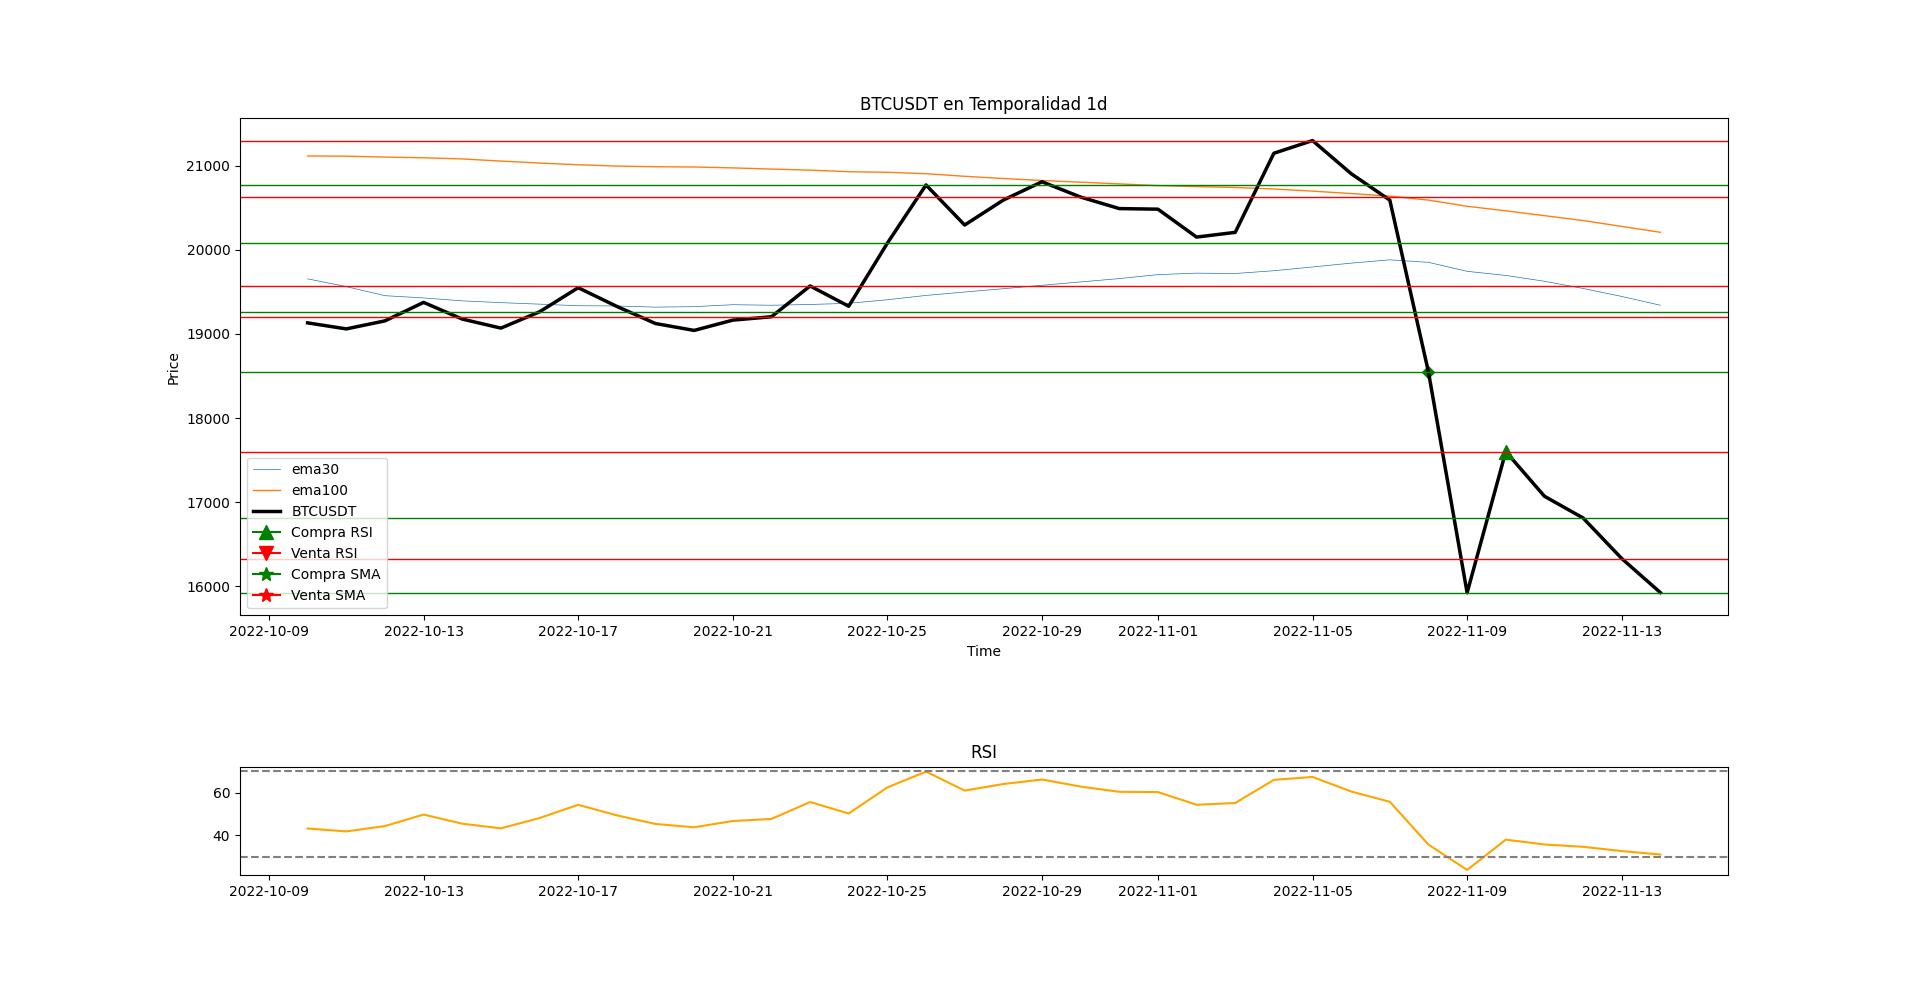 BTCUSDT en Temporalidad 1d
21000
20000
19000
18000
17000
16000
Price
ema30
ema100
BTCUSDT
Compra RSI
Venta RSI
Compra SMA
Venta SMA
2022-10-09 2022-10-13 2022-10-17 2022-10-21 2022-10-25 2022-10-29 2022-11-01 2022-11-05 2022-11-09 2022-11-13
Time
RSI
60
40
2022-10-09 2022-10-13 2022-10-17 2022-10-21 2022-10-25 2022-10-29 2022-11-01 2022-11-05 2022-11-09 2022-11-13